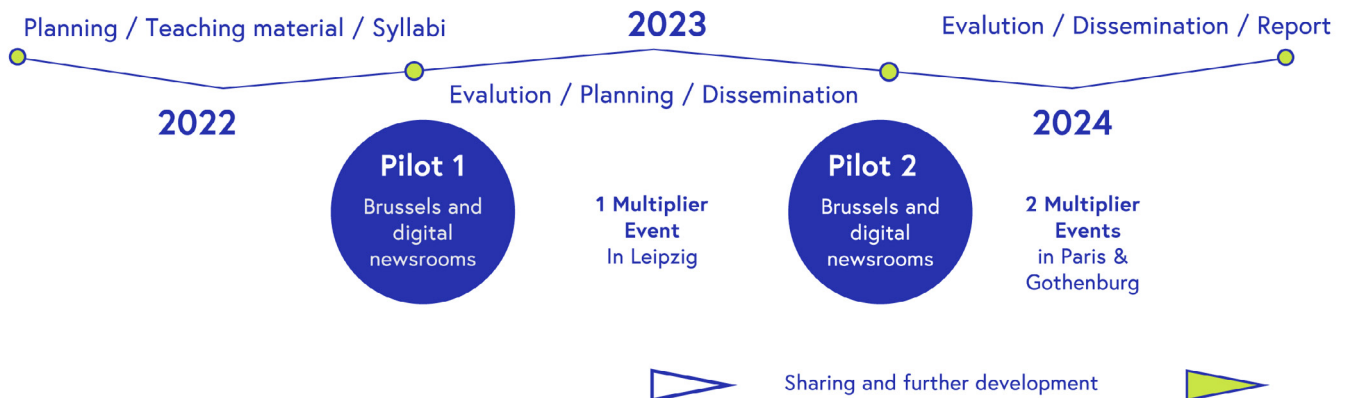 Planning / Teaching material / Syllabi
2023
Evalution / Dissemination / Report
2022
Evalution / Planning / Dissemination
2024
Pilot 1
Brussels and
digital
newsrooms
1 Multiplier
Event
In Leipzig
Pilot 2
Brussels and
digital
newsrooms
2 Multiplier
Events
in Paris &
Gothenburg
Sharing and further development